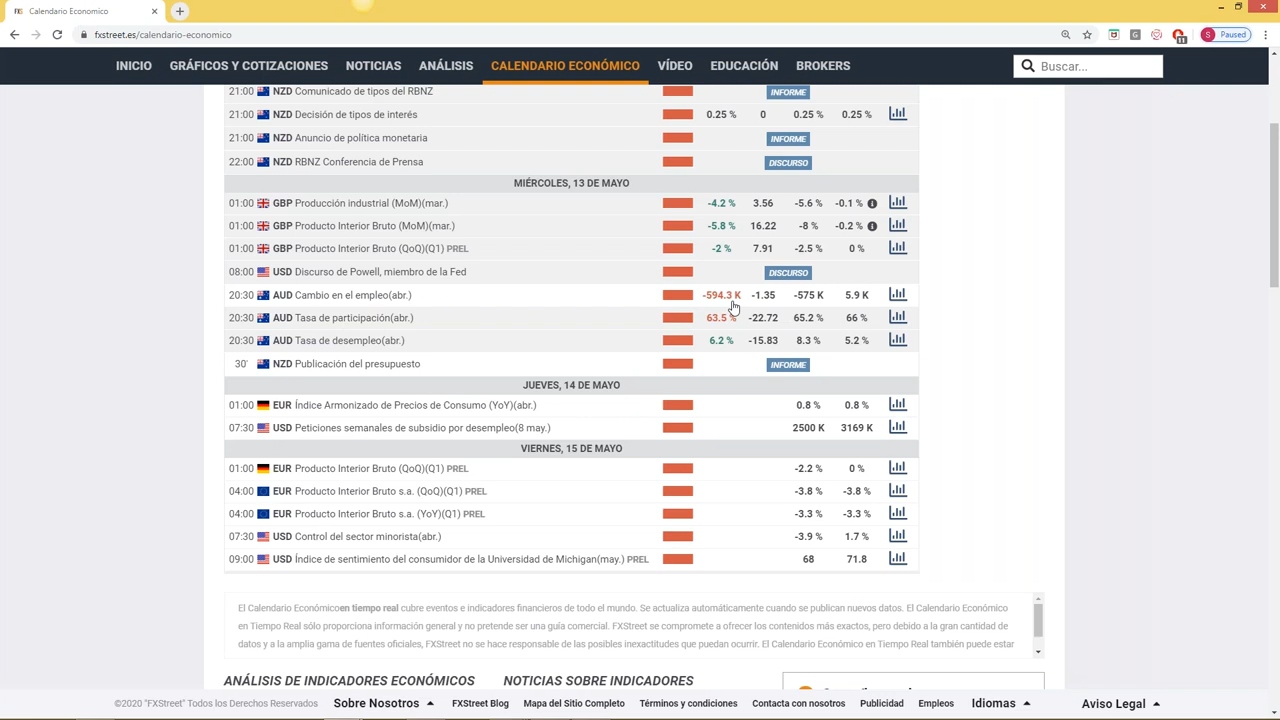 FXS Calendario Economico
fxstreet.es/calendario-economico
G
11
S Paused
INICIO GRÁFICOS Y COTIZACIONES NOTICIAS ANÁLISIS CALENDARIO ECONÓMICO VÍDEO EDUCACIÓN BROKERS Buscar...
21:00 NZD Comunicado de tipos del RBNZ INFORME
21:00 NZD Decisión de tipos de interés 0.25 % 0 0.25 % 0.25 %
21:00 NZD Anuncio de política monetaria INFORME
22:00 NZD RBNZ Conferencia de Prensa DISCURSO
MIÉRCOLES, 13 DE MAYO
01:00 GBP Producción industrial (MoM)(mar.) -4.2 % 3.56 -5.6 % -0.1 %
01:00 GBP Producto Interior Bruto (MoM)(mar.) -5.8 % 16.22 -8 % -0.2 %
01:00 GBP Producto Interior Bruto (QoQ)(Q1) PREL -2 % 7.91 -2.5 % 0 %
08:00 USD Discurso de Powell, miembro de la Fed DISCURSO
20:30 AUD Cambio en el empleo(abr.) -594.3 K -1.35 -575 K 5.9 K
20:30 AUD Tasa de participación(abr.) 63.5 % -22.72 65.2 % 66 %
20:30 AUD Tasa de desempleo(abr.) 6.2 % -15.83 8.3 % 5.2 %
30' NZD Publicación del presupuesto INFORME
JUEVES, 14 DE MAYO
01:00 EUR Índice Armonizado de Precios de Consumo (YoY)(abr.) 0.8 % 0.8 %
07:30 USD Peticiones semanales de subsidio por desempleo(8 may.) 2500 K 3169 K
VIERNES, 15 DE MAYO
01:00 EUR Producto Interior Bruto (QoQ)(Q1) PREL -2.2 % 0 %
04:00 EUR Producto Interior Bruto s.a. (QoQ)(Q1) PREL -3.8 % -3.8 %
04:00 EUR Producto Interior Bruto s.a. (YoY)(Q1) PREL -3.3 % -3.3 %
07:30 USD Control del sector minorista(abr.) -3.9 % 1.7 %
09:00 USD Índice de sentimiento del consumidor de la Universidad de Michigan(may.) PREL 68 71.8
El Calendario Económicoen tiempo real cubre eventos e indicadores financieros de todo el mundo. Se actualiza automáticamente cuando se publican nuevos datos. El Calendario Económico
en Tiempo Real sólo proporciona información general y no pretende ser una guía comercial. FXStreet se compromete a ofrecer los contenidos más exactos, pero debido a la gran cantidad de
datos y a la amplia gama de fuentes oficiales, FXStreet no se hace responsable de las posibles inexactitudes que puedan ocurrir. El Calendario Económico en Tiempo Real también puede estar
ANÁLISIS DE INDICADORES ECONÓMICOS NOTICIAS SOBRE INDICADORES
©2020 "FXStreet" Todos los Derechos Reservados Sobre Nosotros FXStreet Blog Mapa del Sitio Completo Términos y condiciones Contacta con nosotros Publicidad Empleos Idiomas Aviso Legal